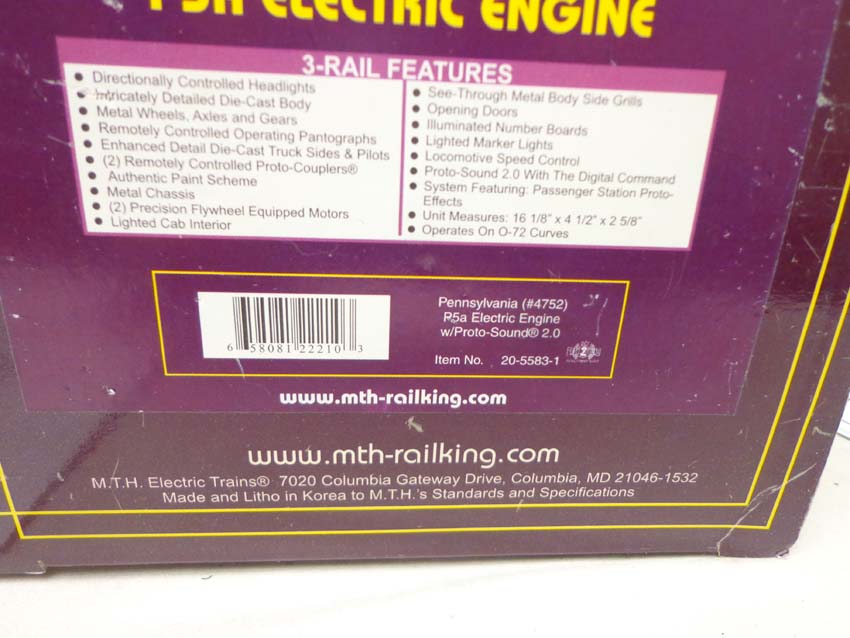 P5A ELECTRIC ENGINE
3-RAIL FEATURES
• Directionally Controlled Headlights
• Intricately Detailed Die-Cast Body
• Metal Wheels, Axles and Gears
• Remotely Controlled Operating Pantographs
• Enhanced Detail Die-Cast Truck Sides & Pilots
• (2) Remotely Controlled Proto-Couplers®
• Authentic Paint Scheme
• Metal Chassis
• (2) Precision Flywheel Equipped Motors
• Lighted Cab Interior
• See-Through Metal Body Side Grills
• Opening Doors
• Illuminated Number Boards
• Lighted Marker Lights
• Locomotive Speed Control
• Proto-Sound 2.0 With The Digital Command
• System Featuring: Passenger Station Proto-
Effects
• Unit Measures: 16 1/8" x 4 1/2" x 2 5/8"
• Operates On O-72 Curves
6 58081 22210 3
Pennsylvania (#4752)
P5a Electric Engine
w/Proto-Sound® 2.0
Item No. 20-5583-1
www.mth-railking.com
www.mth-railking.com
M.T.H. Electric Trains® 7020 Columbia Gateway Drive, Columbia, MD 21046-1532
Made and Litho in Korea to M.T.H.'s Standards and Specifications